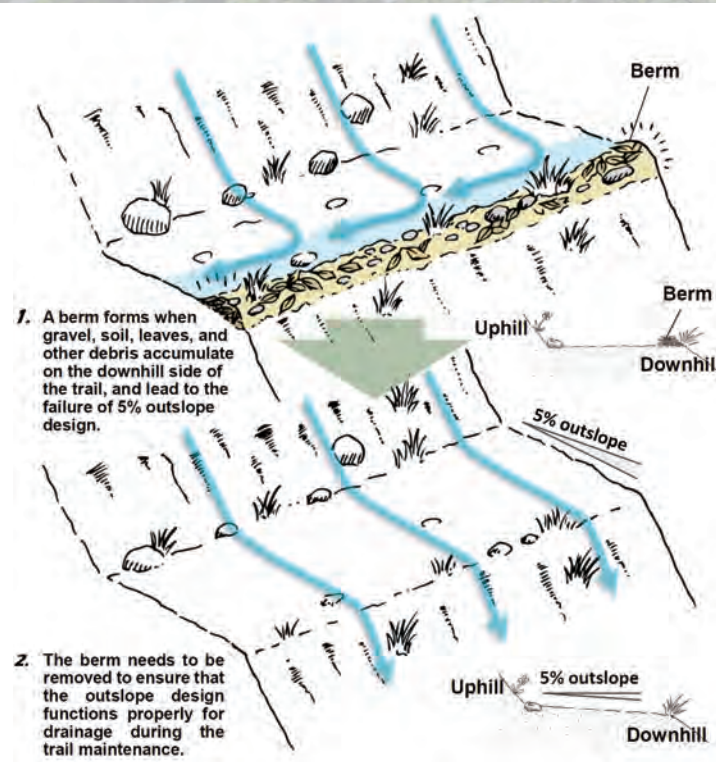 Berm
1. A berm forms when
gravel, soil, leaves, and
other debris accumulate
on the downhill side of
the trail, and lead to the
failure of 5% outslope
design.
Berm
Uphill
Downhil
5% outslope
2. The berm needs to be
removed to ensure that
the outslope design
functions properly for
drainage during the
trail maintenance.
5% outslope
Uphill
Downhill